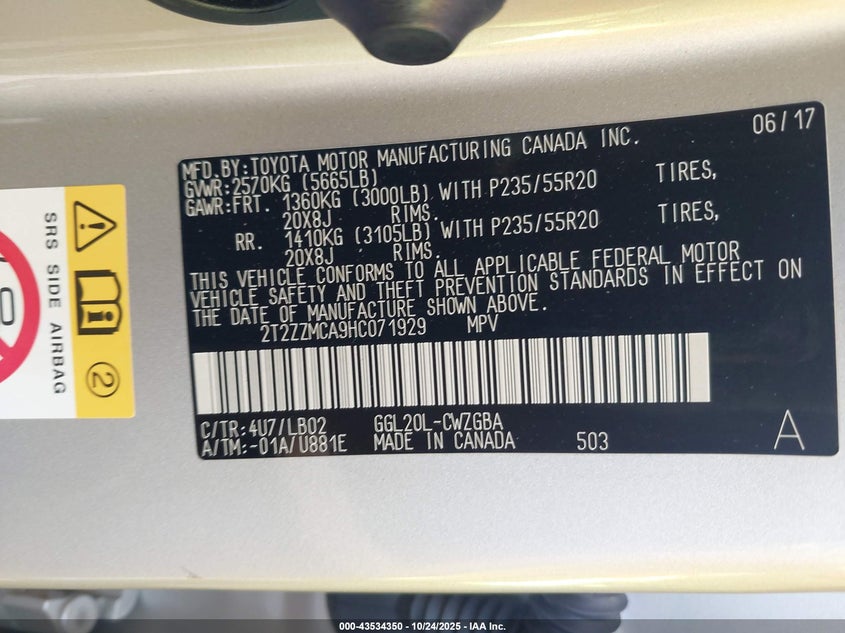 06/17
MFD.BY:TOYOTA MOTOR MANUFACTURING CANADA INC.
GVWR:2570KG (5665LB)
GAWR:FRT. 1360KG (3000LB) WITH P235/55R20 TIRES,
20X8J RIMS.
RR. 1410KG (3105LB) WITH P235/55R20 TIRES,
20X8J RIMS.
THIS VEHICLE CONFORMS TO ALL APPLICABLE FEDERAL MOTOR
VEHICLE SAFETY AND THEFT PREVENTION STANDARDS IN EFFECT ON
THE DATE OF MANUFACTURE SHOWN ABOVE.
2T2ZZMCA9HC071929 MPV
C/TR:4U7/LB02 GGL20L-CWZGBA
A/TM:-01A/U881E MADE IN CANADA 503 A
SRS SIDE AIRBAG
2
000-43534350 | 10/24/2025 - IAA Inc.